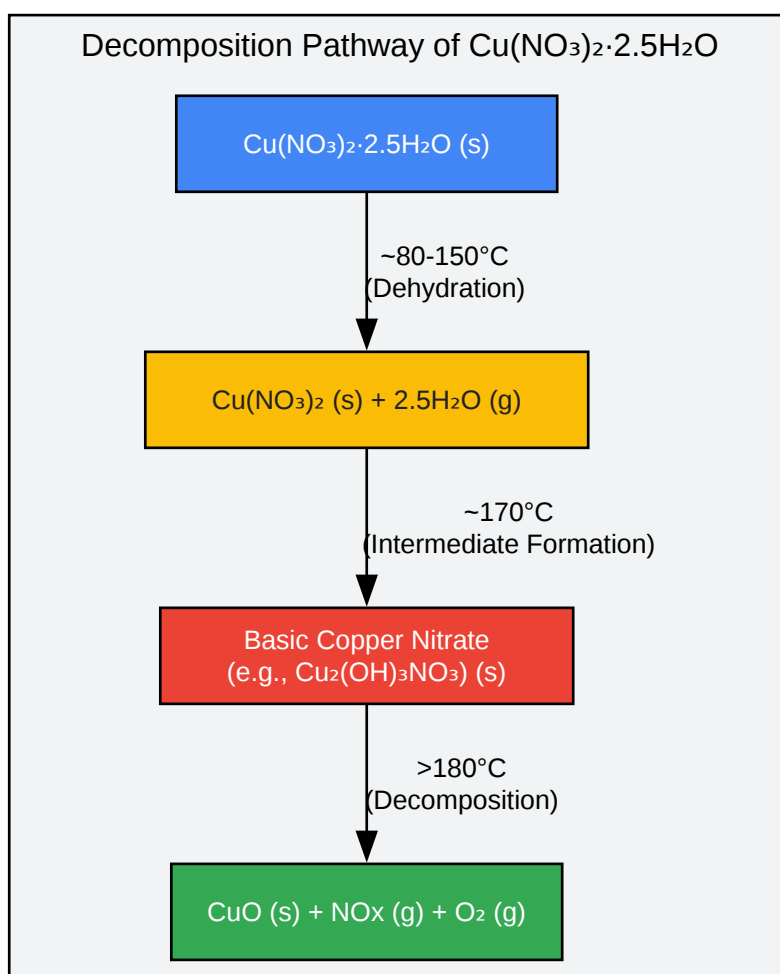 Decomposition Pathway of Cu(NO₃)₂·2.5H₂O
Cu(NO₃)₂·2.5H₂O (s)
~80-150°C
(Dehydration)
Cu(NO₃)₂ (s) + 2.5H₂O (g)
~170°C
(Intermediate Formation)
Basic Copper Nitrate
(e.g., Cu₂(OH)₃NO₃) (s)
>180°C
(Decomposition)
CuO (s) + NOx (g) + O₂ (g)